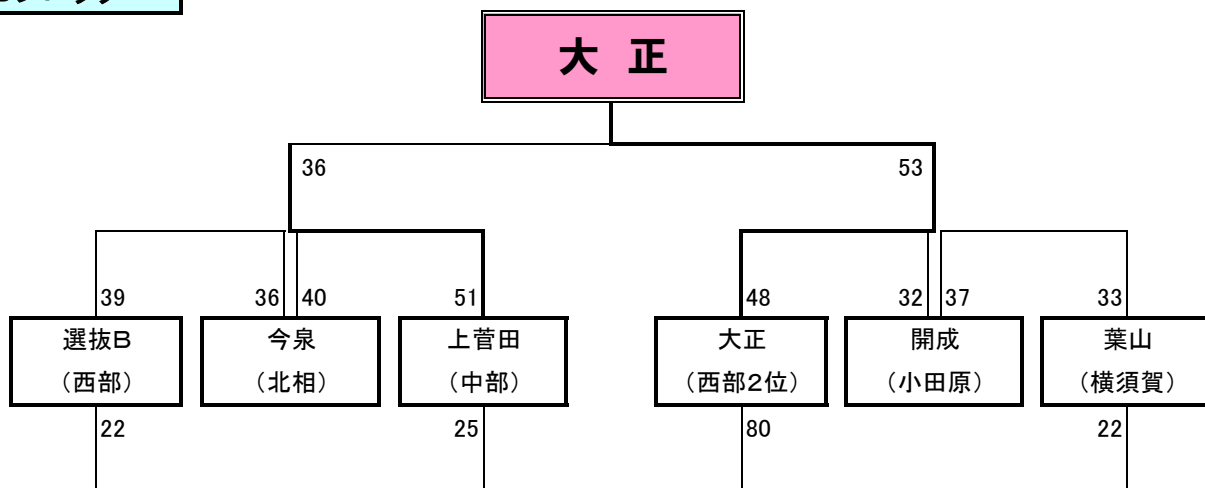 大 正
36 53
39 36 40 51 48 32 37 33
選抜B 今泉 上菅田 大正 開成 葉山
（西部） （北相） （中部） （西部2位） （小田原） （横須賀）
22 25 80 22